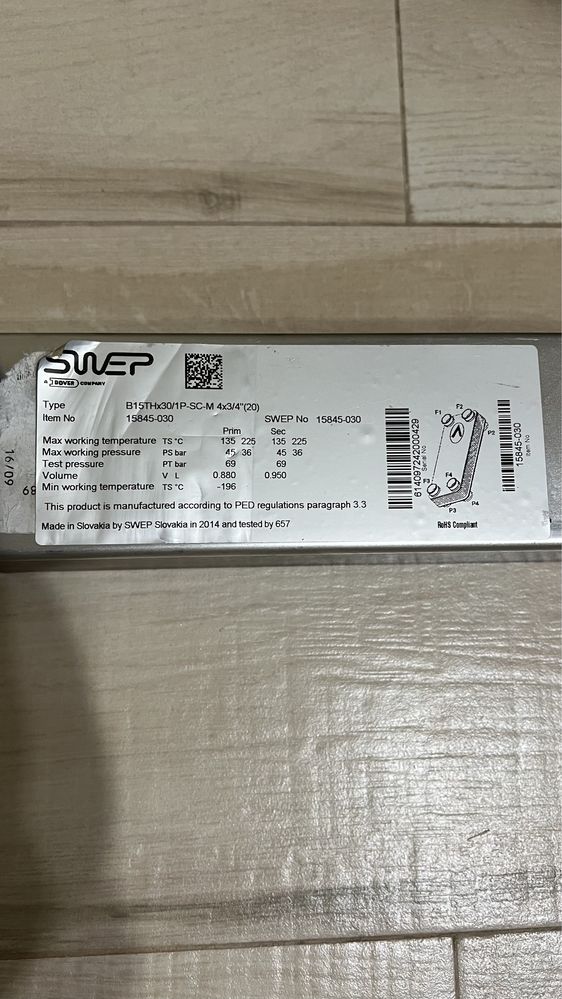 SWEP
A DOVER COMPANY
Type B15THx30/1P-SC-M 4x3/4"(20)
Item No 15845-030 SWEP No 15845-030
Prim Sec
Max working temperature TS °C 135 225 135 225
Max working pressure PS bar 45 36 45 36
Test pressure PT bar 69 69
Volume V L 0.880 0.950
Min working temperature TS °C -196
This product is manufactured according to PED regulations paragraph 3.3
Made in Slovakia by SWEP Slovakia in 2014 and tested by 657
614097242000429
Serial No
F1 F2
P2
F3 F4
P4
P3
RoHS Compliant
15845-030
Item No
16/09
89